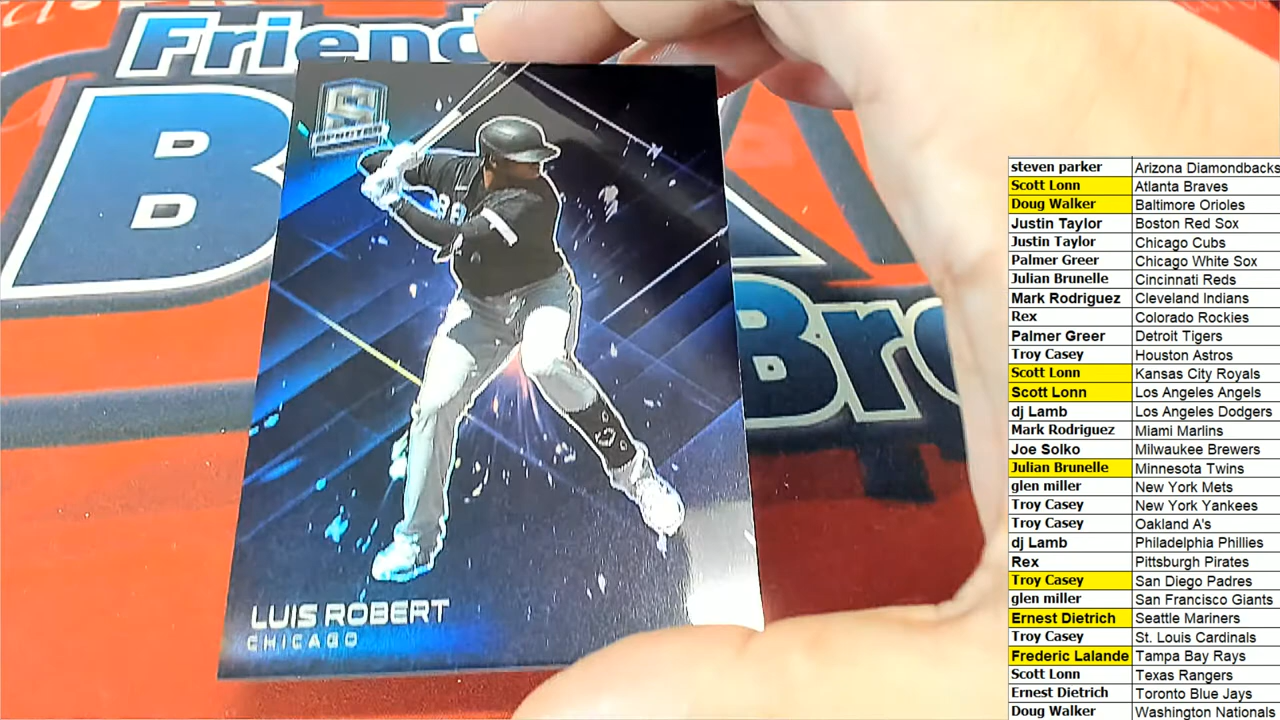 Friend
B
Bro
SPECTRA
88
LUIS ROBERT
CHICAGO
steven parker Arizona Diamondbacks
Scott Lonn Atlanta Braves
Doug Walker Baltimore Orioles
Justin Taylor Boston Red Sox
Justin Taylor Chicago Cubs
Palmer Greer Chicago White Sox
Julian Brunelle Cincinnati Reds
Mark Rodriguez Cleveland Indians
Rex Colorado Rockies
Palmer Greer Detroit Tigers
Troy Casey Houston Astros
Scott Lonn Kansas City Royals
Scott Lonn Los Angeles Angels
dj Lamb Los Angeles Dodgers
Mark Rodriguez Miami Marlins
Joe Solko Milwaukee Brewers
Julian Brunelle Minnesota Twins
glen miller New York Mets
Troy Casey New York Yankees
Troy Casey Oakland A's
dj Lamb Philadelphia Phillies
Rex Pittsburgh Pirates
Troy Casey San Diego Padres
glen miller San Francisco Giants
Ernest Dietrich Seattle Mariners
Troy Casey St. Louis Cardinals
Frederic Lalande Tampa Bay Rays
Scott Lonn Texas Rangers
Ernest Dietrich Toronto Blue Jays
Doug Walker Washington Nationals